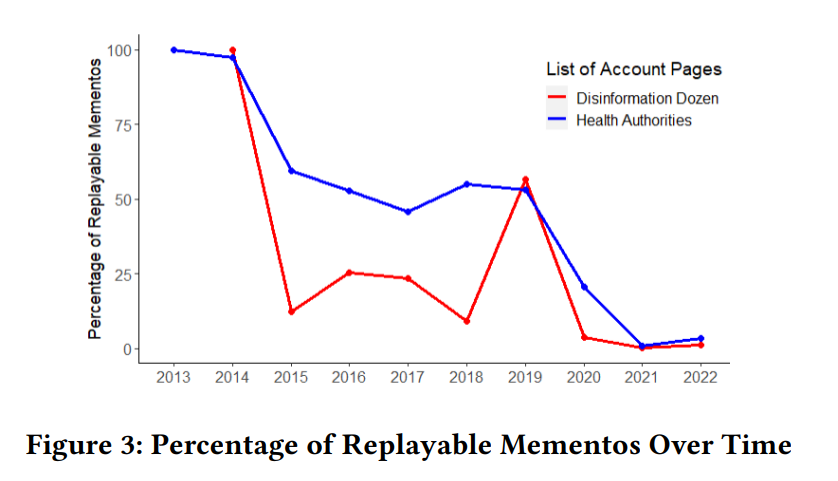 Percentage of Replayable Mementos
100
75
50
25
0
List of Account Pages
Disinformation Dozen
Health Authorities
2013 2014 2015 2016 2017 2018 2019 2020 2021 2022
Figure 3: Percentage of Replayable Mementos Over Time